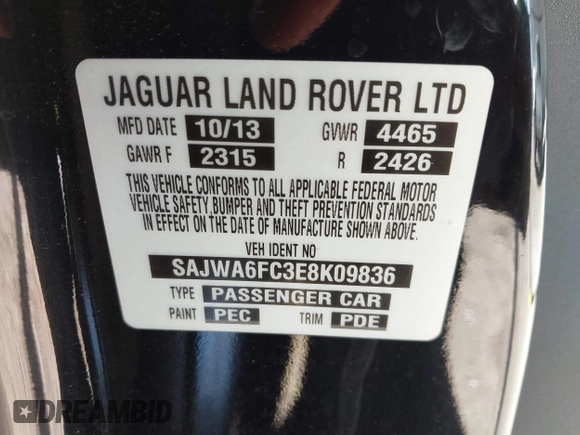 JAGUAR LAND ROVER LTD
MFD DATE 10/13 GVWR 4465
GAWR F 2315 R 2426
THIS VEHICLE CONFORMS TO ALL APPLICABLE FEDERAL MOTOR
VEHICLE SAFETY,BUMPER AND THEFT PREVENTION STANDARDS
IN EFFECT ON THE DATE OF MANUFACTURE SHOWN ABOVE.
VEH IDENT NO
SAJWA6FC3E8K09836
TYPE PASSENGER CAR
PAINT PEC TRIM PDE
DREAMBID